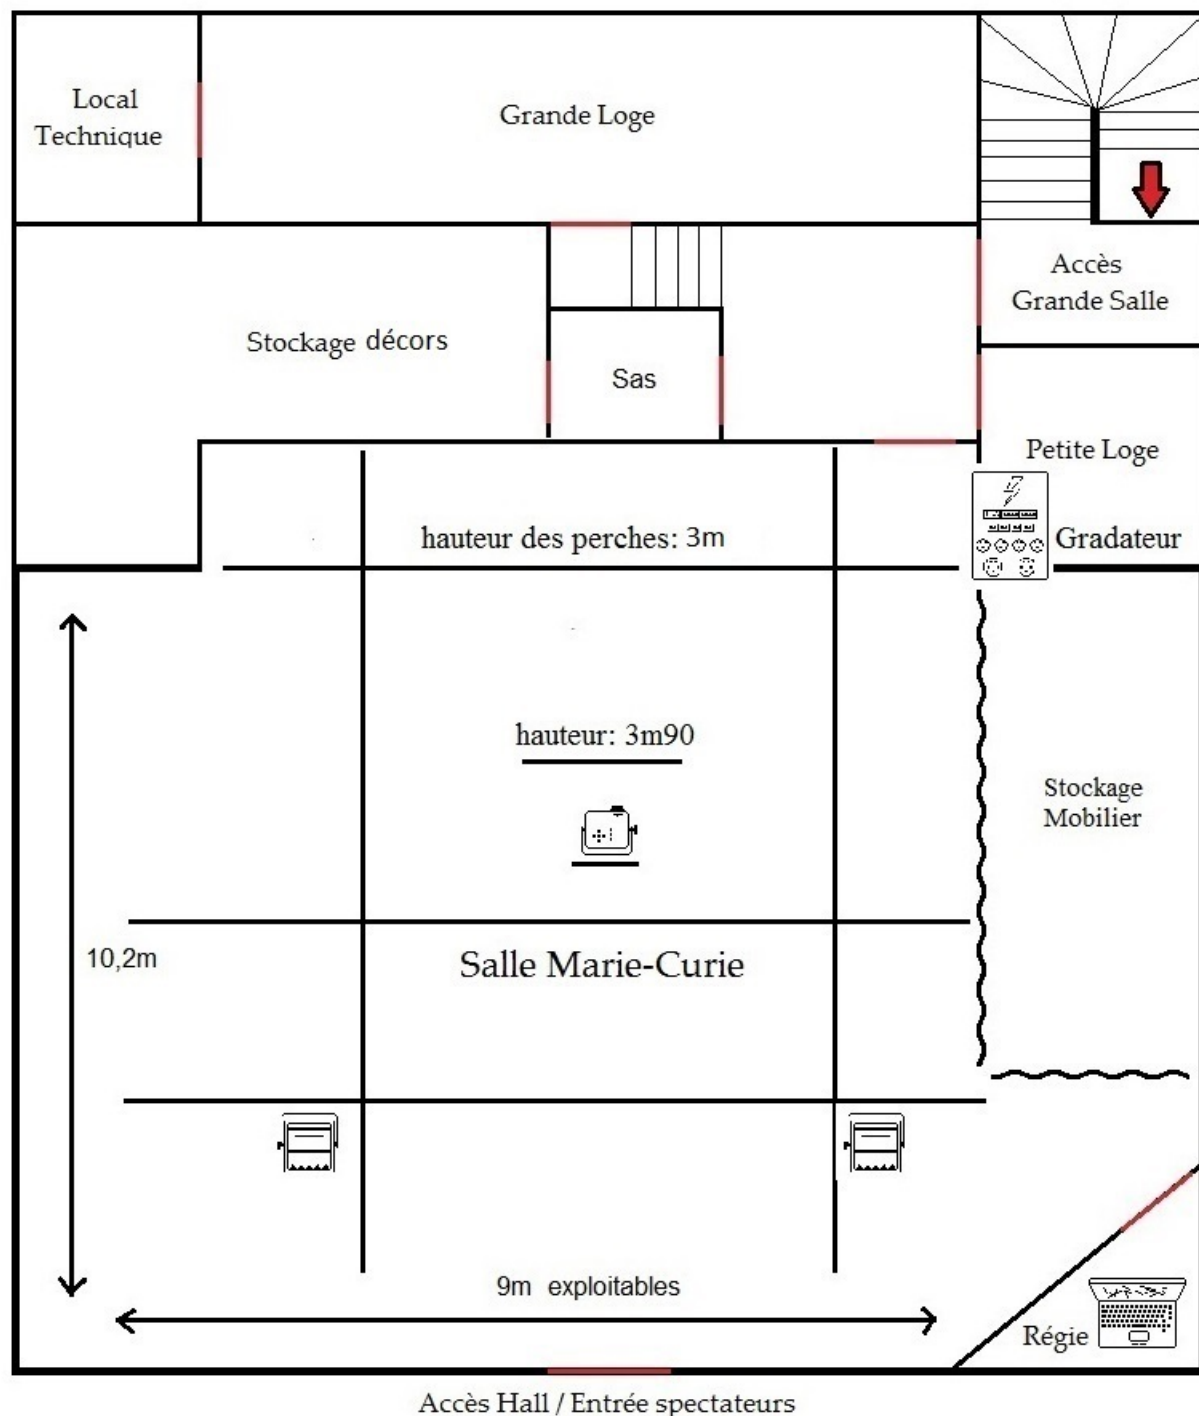 Local
Technique
Grande Loge
Accès
Grande Salle
Stockage décors
Sas
Petite Loge
hauteur des perches: 3m
Gradateur
hauteur: 3m90
Stockage
Mobilier
10,2m
Salle Marie-Curie
9m exploitables
Régie
Accès Hall / Entrée spectateurs